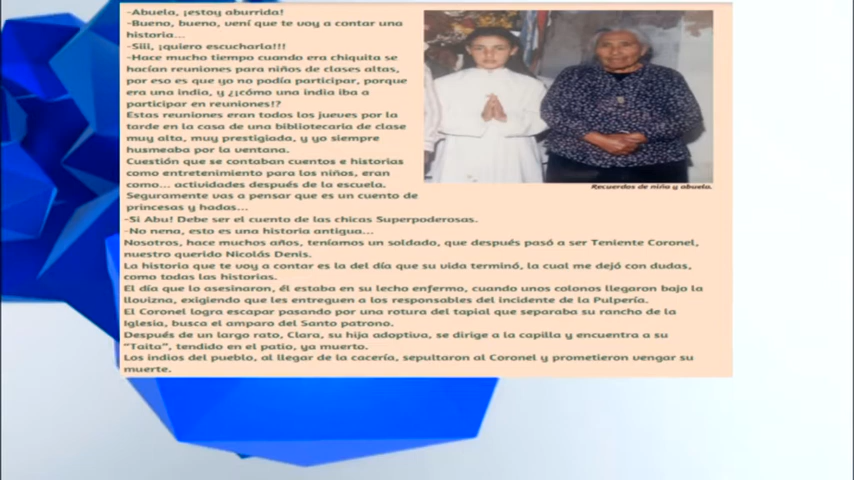 -Abuela, ¡estoy aburrida!
-Bueno, bueno, vení que te voy a contar una
historia...
-Siii, ¡quiero escucharla!!!
-Hace mucho tiempo cuando era chiquita se
hacían reuniones para niños de clases altas,
por eso es que yo no podía participar, porque
era una india, y ¿¡cómo una india iba a
participar en reuniones!?
Estas reuniones eran todos los jueves por la
tarde en la casa de una bibliotecaria de clase
muy alta, muy prestigiada, y yo siempre
husmeaba por la ventana.
Cuestión que se contaban cuentos e historias
como entretenimiento para los niños, eran
como... actividades después de la escuela.
Seguramente vas a pensar que es un cuento de
princesas y hadas...
-Si Abu! Debe ser el cuento de las chicas Superpoderosas.
-No nena, esta es una historia antigua...
Nosotros, hace muchos años, teníamos un soldado, que después pasó a ser Teniente Coronel,
nuestro querido Nicolás Denis.
La historia que te voy a contar es la del día que su vida terminó, la cual me dejó con dudas,
como todas las historias.
El día que lo asesinaron, él estaba en su lecho enfermo, cuando unos colonos llegaron bajo la
llovizna, exigiendo que les entreguen a los responsables del incidente de la Pulpería.
El Coronel logra escapar pasando por una rotura del tapial que separaba su rancho de la
Iglesia, busca el amparo del Santo patrono.
Después de un largo rato, Clara, su hija adoptiva, se dirige a la capilla y encuentra a su
"Taita", tendido en el patio, ya muerto.
Los indios del pueblo, al llegar de la cacería, sepultaron al Coronel y prometieron vengar su
muerte.
Recuerdos de niña y abuela.